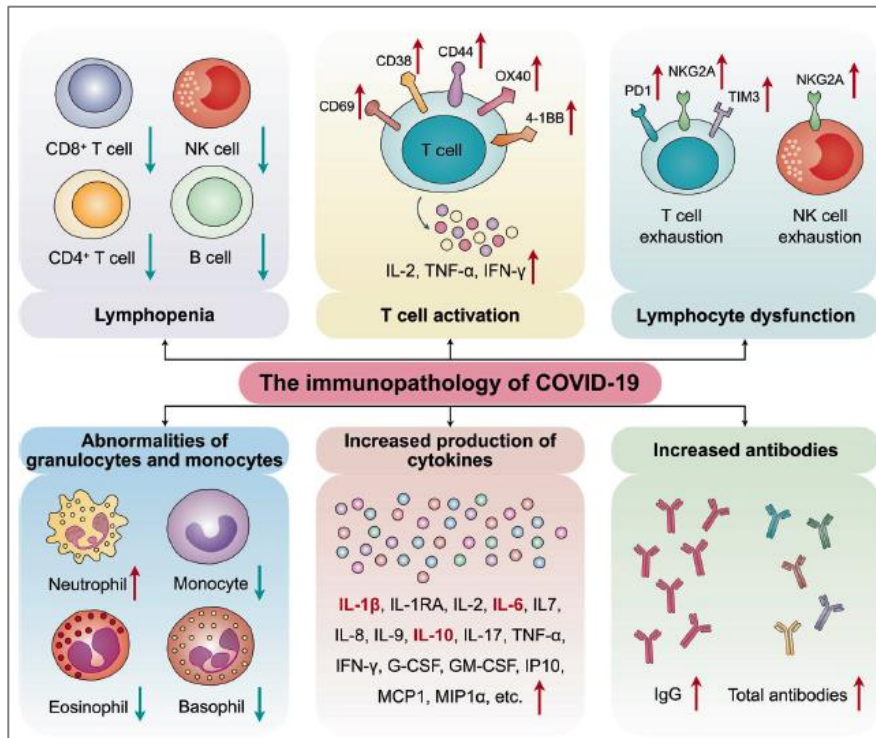 CD8⁺ T cell
NK cell
CD4⁺ T cell
B cell
Lymphopenia
CD69
CD38
CD44
OX40
4-1BB
T cell
IL-2, TNF-α, IFN-γ
T cell activation
PD1
NKG2A
TIM3
NKG2A
T cell
exhaustion
NK cell
exhaustion
Lymphocyte dysfunction
The immunopathology of COVID-19
Abnormalities of
granulocytes and monocytes
Neutrophil
Monocyte
Eosinophil
Basophil
Increased production of
cytokines
IL-1β, IL-1RA, IL-2, IL-6, IL7,
IL-8, IL-9, IL-10, IL-17, TNF-α,
IFN-γ, G-CSF, GM-CSF, IP10,
MCP1, MIP1α, etc.
Increased antibodies
IgG
Total antibodies